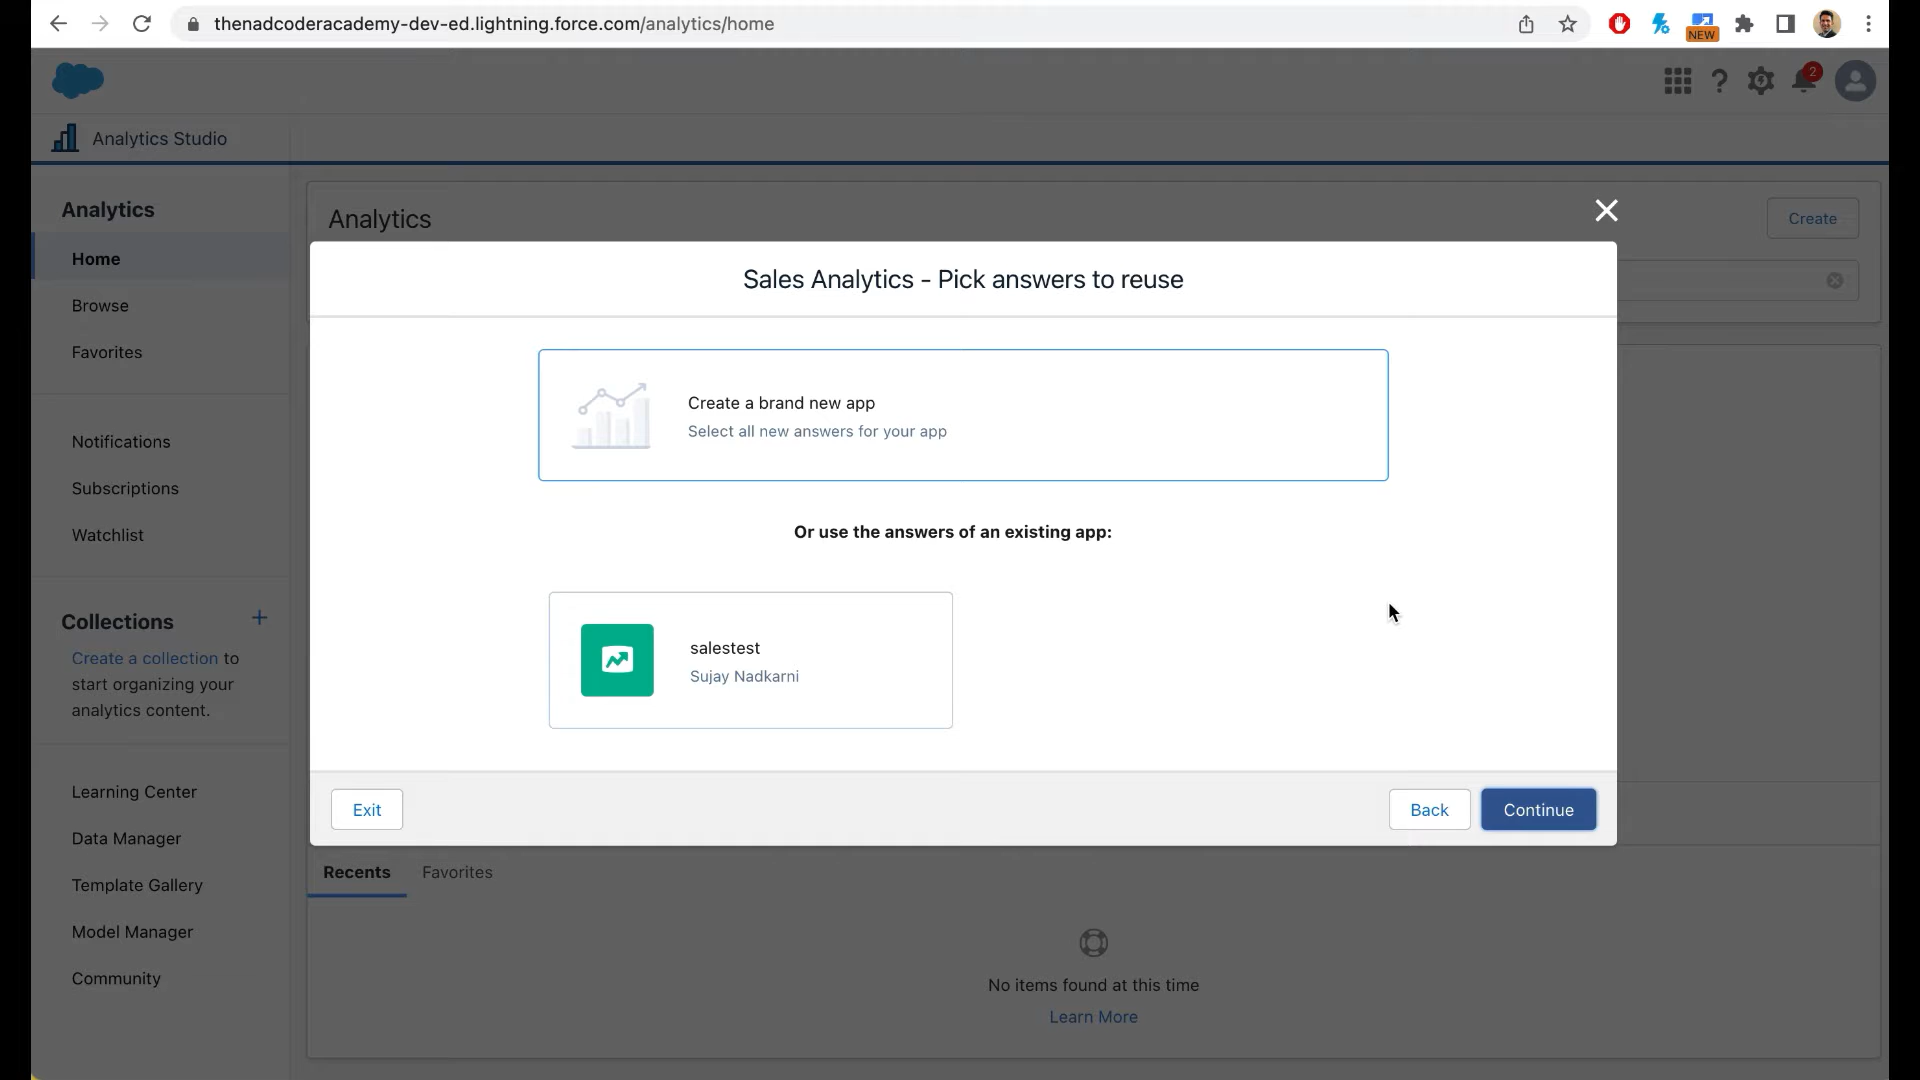 thenadcoderacademy-dev-ed.lightning.force.com/analytics/home
NEW
2
Analytics Studio
Analytics
Home
Browse
Favorites
Notifications
Subscriptions
Watchlist
Collections
Create a collection to
start organizing your
analytics content.
Learning Center
Data Manager
Template Gallery
Model Manager
Community
Analytics
Create
Sales Analytics - Pick answers to reuse
Create a brand new app
Select all new answers for your app
Or use the answers of an existing app:
salestest
Sujay Nadkarni
Exit
Back
Continue
Recents
Favorites
No items found at this time
Learn More